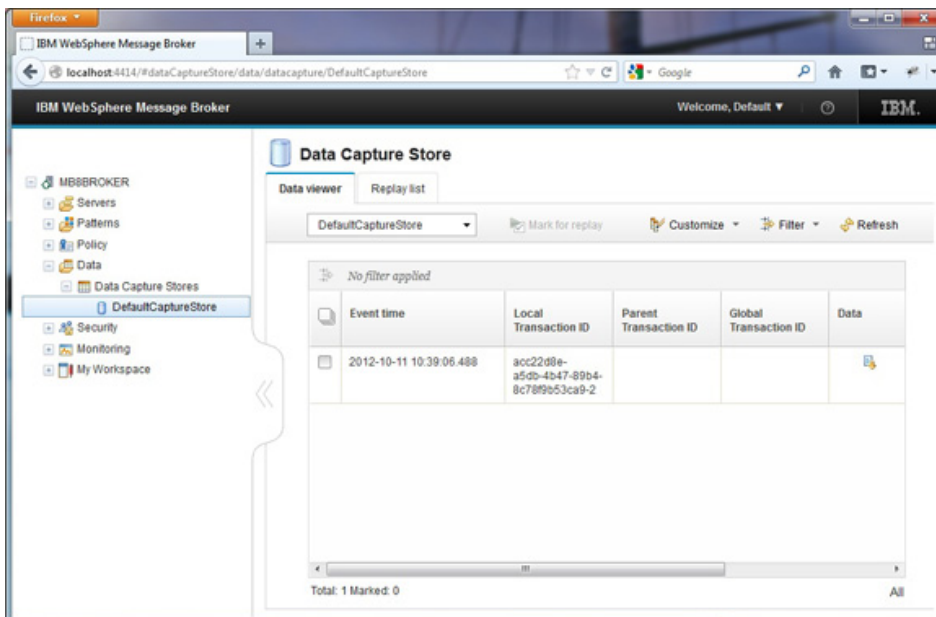 Firefox
IBM WebSphere Message Broker
localhost:4414/#dataCaptureStore/data/datacapture/DefaultCaptureStore
Google
IBM WebSphere Message Broker
Welcome, Default
IBM.
MB8BROKER
Servers
Patterns
Policy
Data
Data Capture Stores
DefaultCaptureStore
Security
Monitoring
My Workspace
Data Capture Store
Data viewer
Replay list
DefaultCaptureStore
Mark for replay
Customize
Filter
Refresh
No filter applied
Event time
Local
Transaction ID
Parent
Transaction ID
Global
Transaction ID
Data
2012-10-11 10:39:06.488
acc22d8e-
a5db-4b47-89b4-
8c78f9b53ca9-2
Total: 1 Marked: 0
All